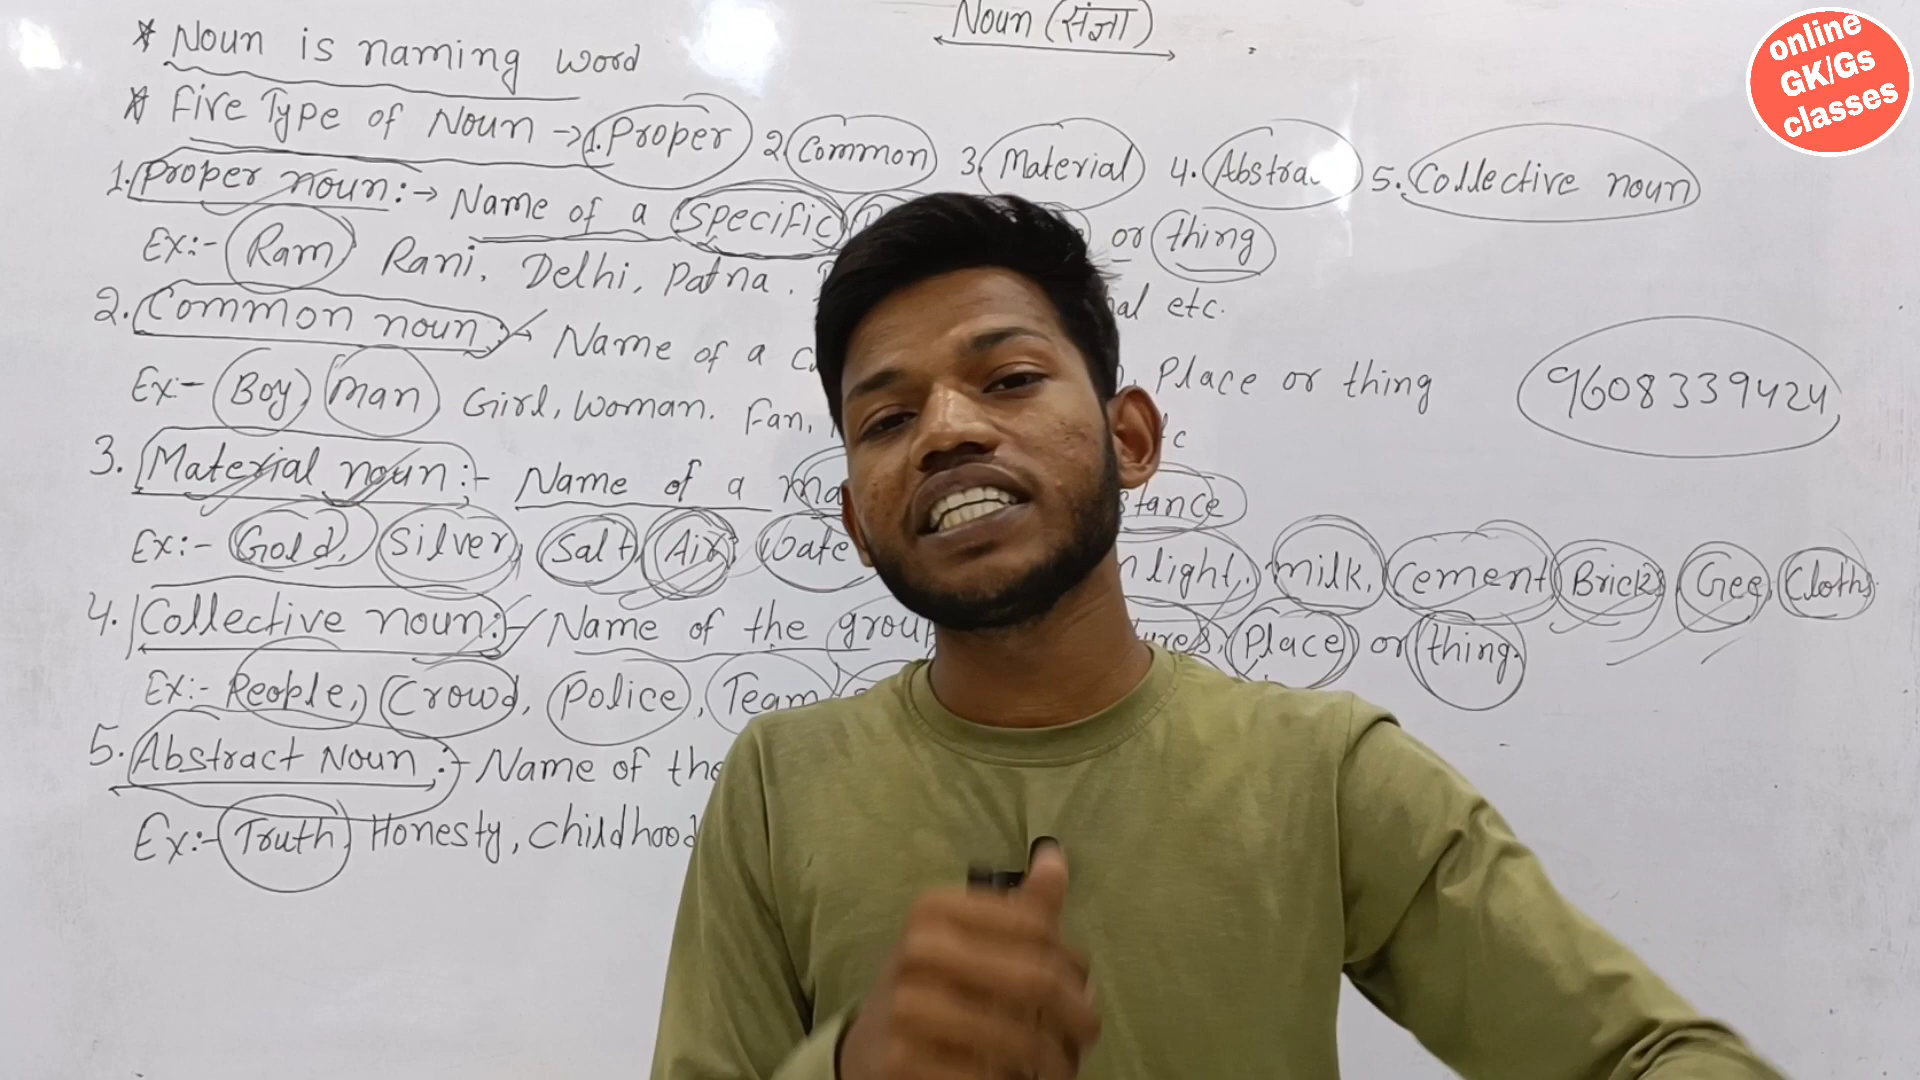 Noun (संज्ञा)
online
GK/Gs
classes
* Noun is naming word
* Five Type of Noun → 1. Proper 2. Common 3. Material 4. Abstrac 5. Collective noun
1. Proper noun :→ Name of a specific or thing
Ex:- Ram Rani, Delhi, Patna. etc.
2. Common noun :→ Name of a Place or thing
Ex:- Boy, man Girl, Woman. Fan,
9608339424
3. Material noun :- Name of a
Ex:- Gold, Silver, Salt, Air, light, milk, Cement Bricks, Gee, Cloths
4. Collective noun :- Name of the Place or thing.
Ex:- People, Crowd, Police, Team
5. Abstract Noun :- Name of the
Ex:- Truth, Honesty, childhood